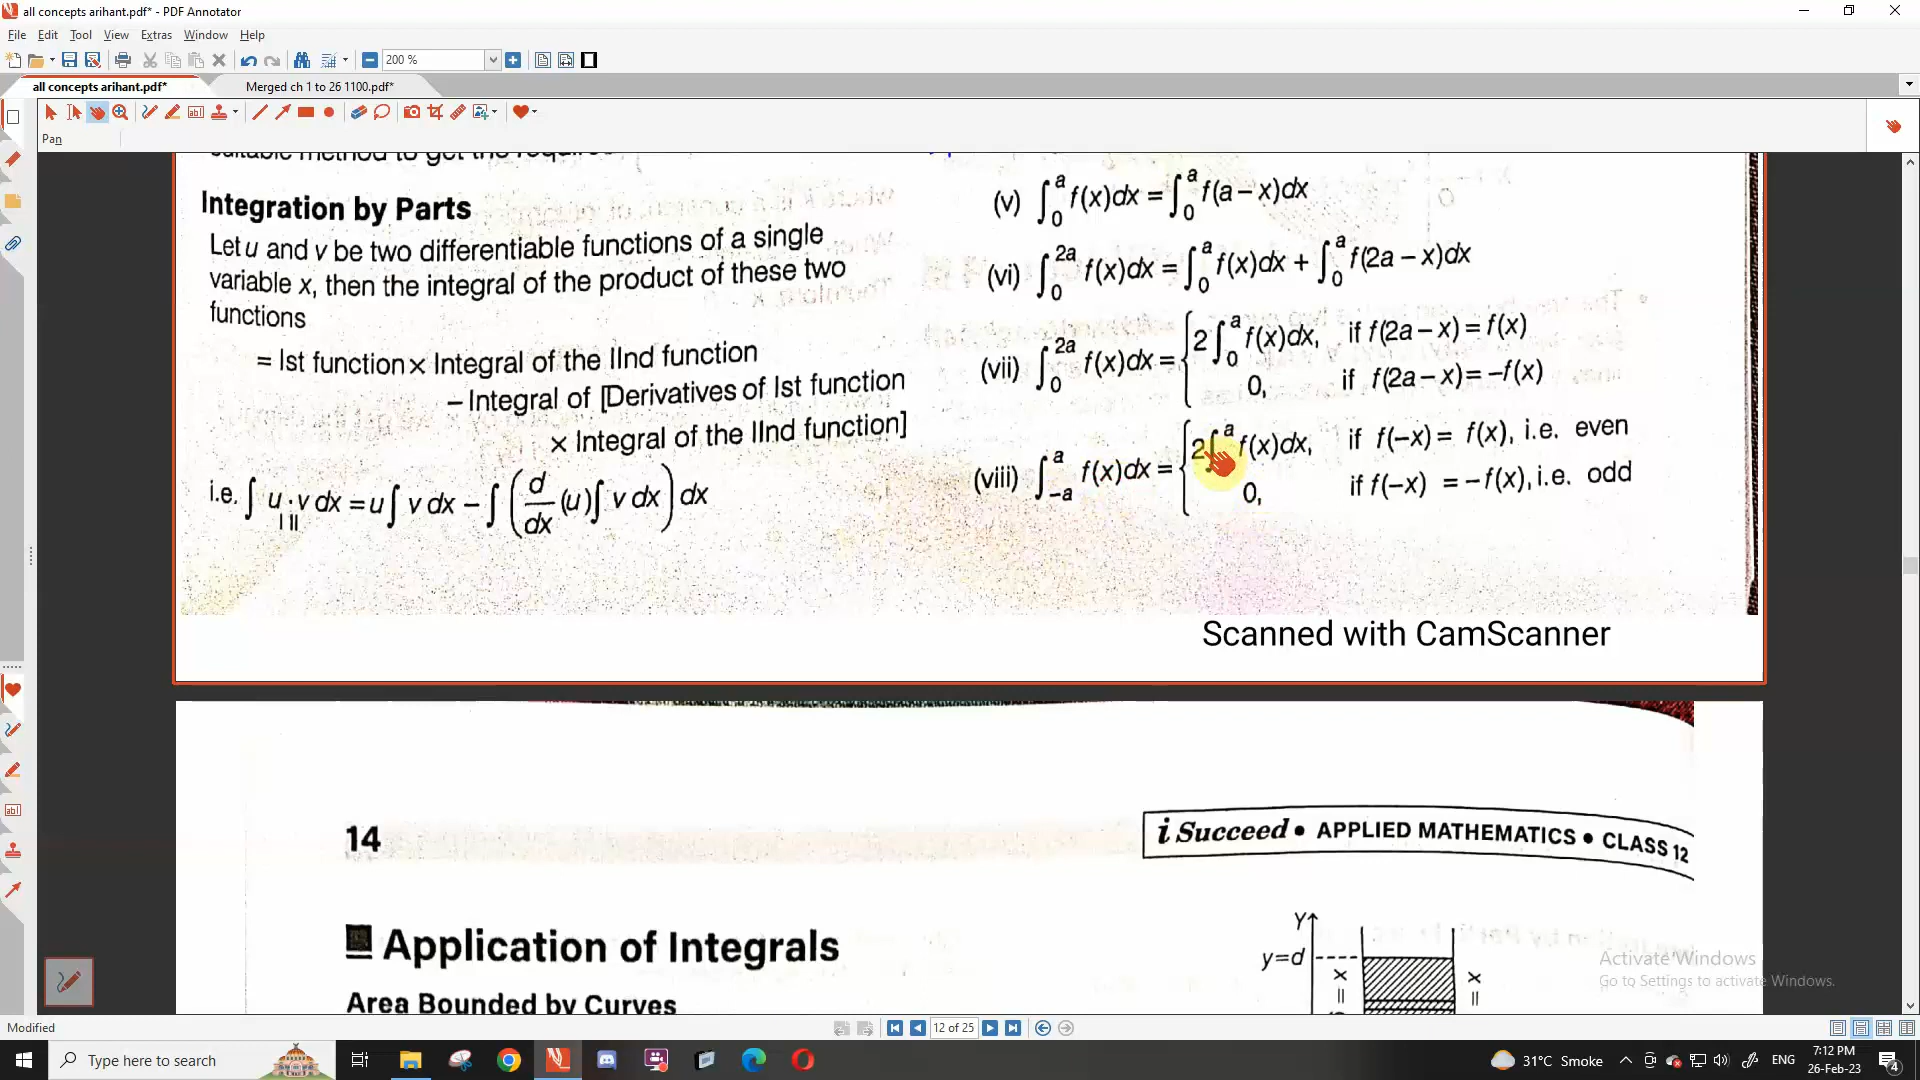 all concepts arihant.pdf* - PDF Annotator
File Edit Tool View Extras Window Help
200 %
all concepts arihant.pdf*
Merged ch 1 to 26 1100.pdf*
Pan
Integration by Parts
Let u and v be two differentiable functions of a single
variable x, then the integral of the product of these two
functions
= Ist function × Integral of the IInd function
– Integral of [Derivatives of Ist function
× Integral of the IInd function]
i.e. ∫ u . v dx = u ∫ v dx – ∫ ( d/dx (u) ∫ v dx ) dx
I II
(v) ∫₀ᵃ f(x)dx = ∫₀ᵃ f(a – x)dx
(vi) ∫₀²ᵃ f(x)dx = ∫₀ᵃ f(x)dx + ∫₀ᵃ f(2a – x)dx
(vii) ∫₀²ᵃ f(x)dx = { 2∫₀ᵃ f(x)dx, if f(2a – x) = f(x)
0, if f(2a – x) = –f(x)
(viii) ∫₋ₐᵃ f(x)dx = { 2∫ᵃ f(x)dx, if f(–x) = f(x), i.e. even
0, if f(–x) = –f(x), i.e. odd
Scanned with CamScanner
14
i Succeed • APPLIED MATHEMATICS • CLASS 12
Application of Integrals
Area Bounded by Curves
Y
y=d
x =
x =
Activate Windows
Go to Settings to activate Windows.
Modified
12 of 25
Type here to search
31°C Smoke
ENG
7:12 PM
26-Feb-23
4